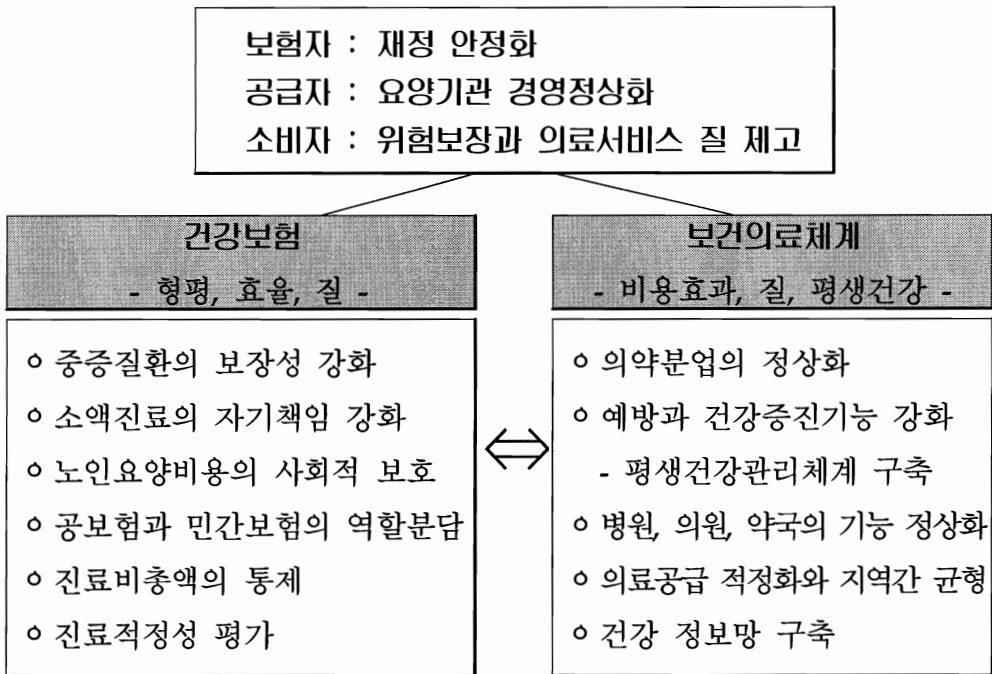 보험자 : 재정 안정화
공급자 : 요양기관 경영정상화
소비자 : 위험보장과 의료서비스 질 제고
건강보험
- 형평, 효율, 질 -
ㅇ 중증질환의 보장성 강화
ㅇ 소액진료의 자기책임 강화
ㅇ 노인요양비용의 사회적 보호
ㅇ 공보험과 민간보험의 역할분담
ㅇ 진료비총액의 통제
ㅇ 진료적정성 평가
보건의료체계
- 비용효과, 질, 평생건강 -
ㅇ 의약분업의 정상화
ㅇ 예방과 건강증진기능 강화
- 평생건강관리체계 구축
ㅇ 병원, 의원, 약국의 기능 정상화
ㅇ 의료공급 적정화와 지역간 균형
ㅇ 건강 정보망 구축